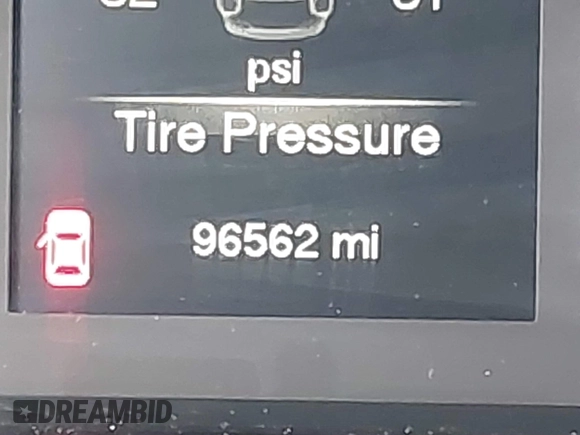 psi
Tire Pressure
96562 mi
DREAMBID